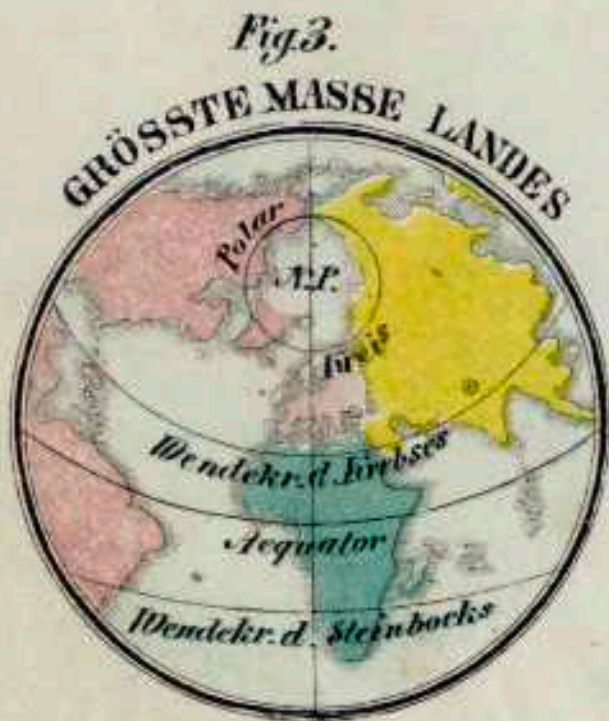 Fig.3.
GRÖSSTE MASSE LANDES
Polar
N.P.
kreis
Wendekr. d. Krebses
Aequator
Wendekr. d. Steinbocks